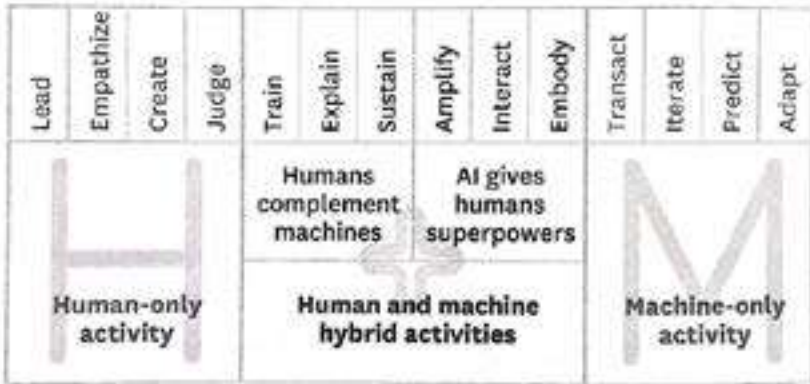 Lead
Empathize
Create
Judge
Train
Explain
Sustain
Amplify
Interact
Embody
Transact
Iterate
Predict
Adapt
Humans
complement
machines
AI gives
humans
superpowers
H
+
M
Human-only
activity
Human and machine
hybrid activities
Machine-only
activity